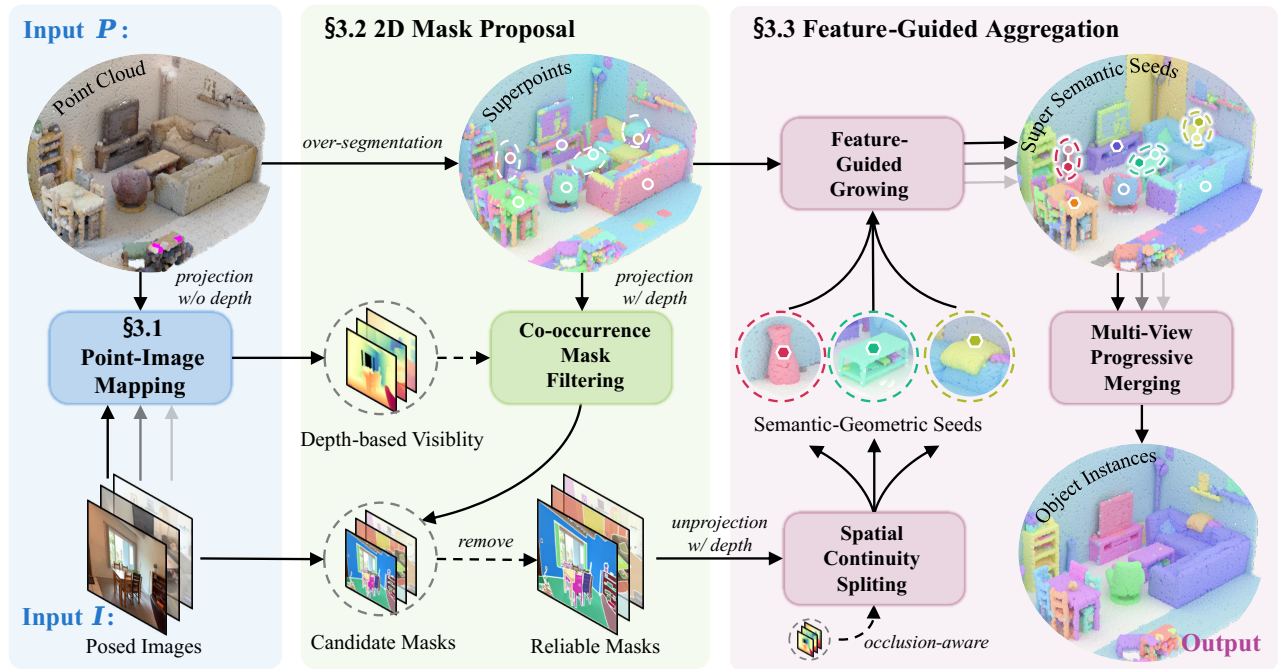 Input P:
Point Cloud
projection
w/o depth
§3.1
Point-Image
Mapping
Input I:
Posed Images
§3.2 2D Mask Proposal
over-segmentation
Superpoints
projection
w/ depth
Depth-based Visiblity
Co-occurrence
Mask
Filtering
Candidate Masks
remove
Reliable Masks
unprojection
w/ depth
§3.3 Feature-Guided Aggregation
Feature-
Guided
Growing
Super Semantic Seeds
Semantic-Geometric Seeds
Multi-View
Progressive
Merging
Spatial
Continuity
Spliting
occlusion-aware
Object Instances
Output